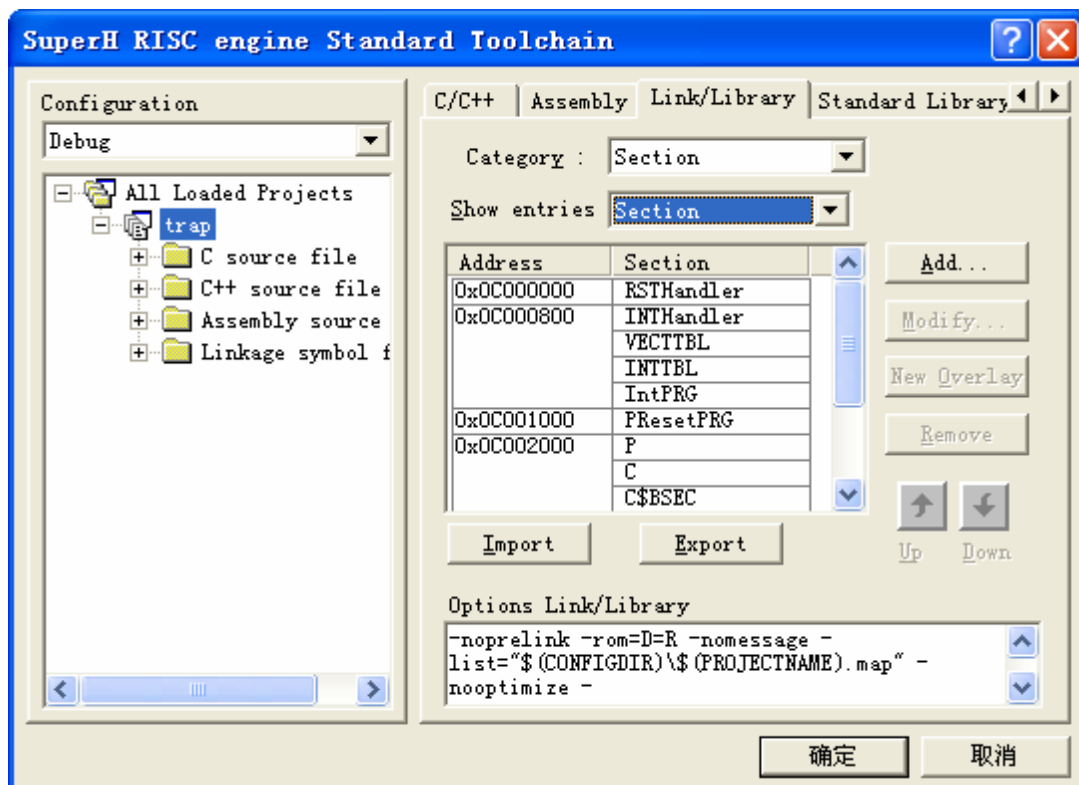 SuperH RISC engine Standard Toolchain
Configuration
Debug
All Loaded Projects
trap
C source file
C++ source file
Assembly source
Linkage symbol f
C/C++ Assembly Link/Library Standard Library
Category : Section
Show entries Section
Address Section
0x0C000000 RSTHandler
0x0C000800 INTHandler
VECTTBL
INTTBL
IntPRG
0x0C001000 PResetPRG
0x0C002000 P
C
C$BSEC
Add...
Modify...
New Overlay
Remove
Up Down
Import Export
Options Link/Library
-noprelink -rom=D=R -nomessage -
list="$(CONFIGDIR)\$(PROJECTNAME).map" -
nooptimize -
确定 取消